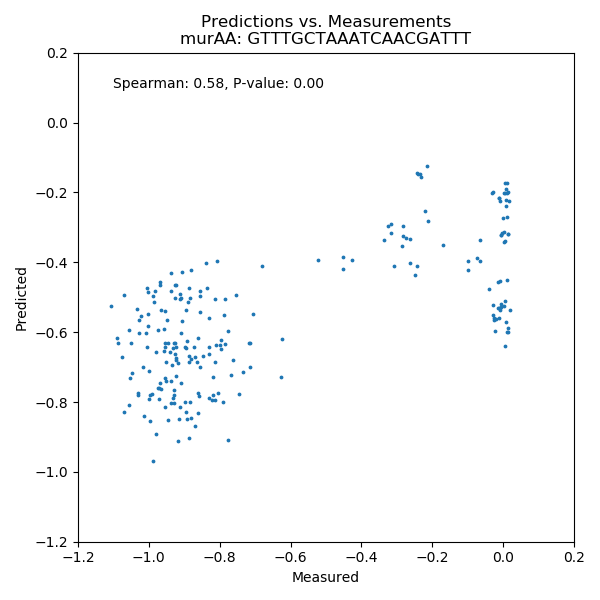 Predictions vs. Measurements
murAA: GTTTGCTAAATCAACGATTT
Spearman: 0.58, P-value: 0.00
0.2
0.0
−0.2
−0.4
−0.6
−0.8
−1.0
−1.2
Predicted
−1.2 −1.0 −0.8 −0.6 −0.4 −0.2 0.0 0.2
Measured